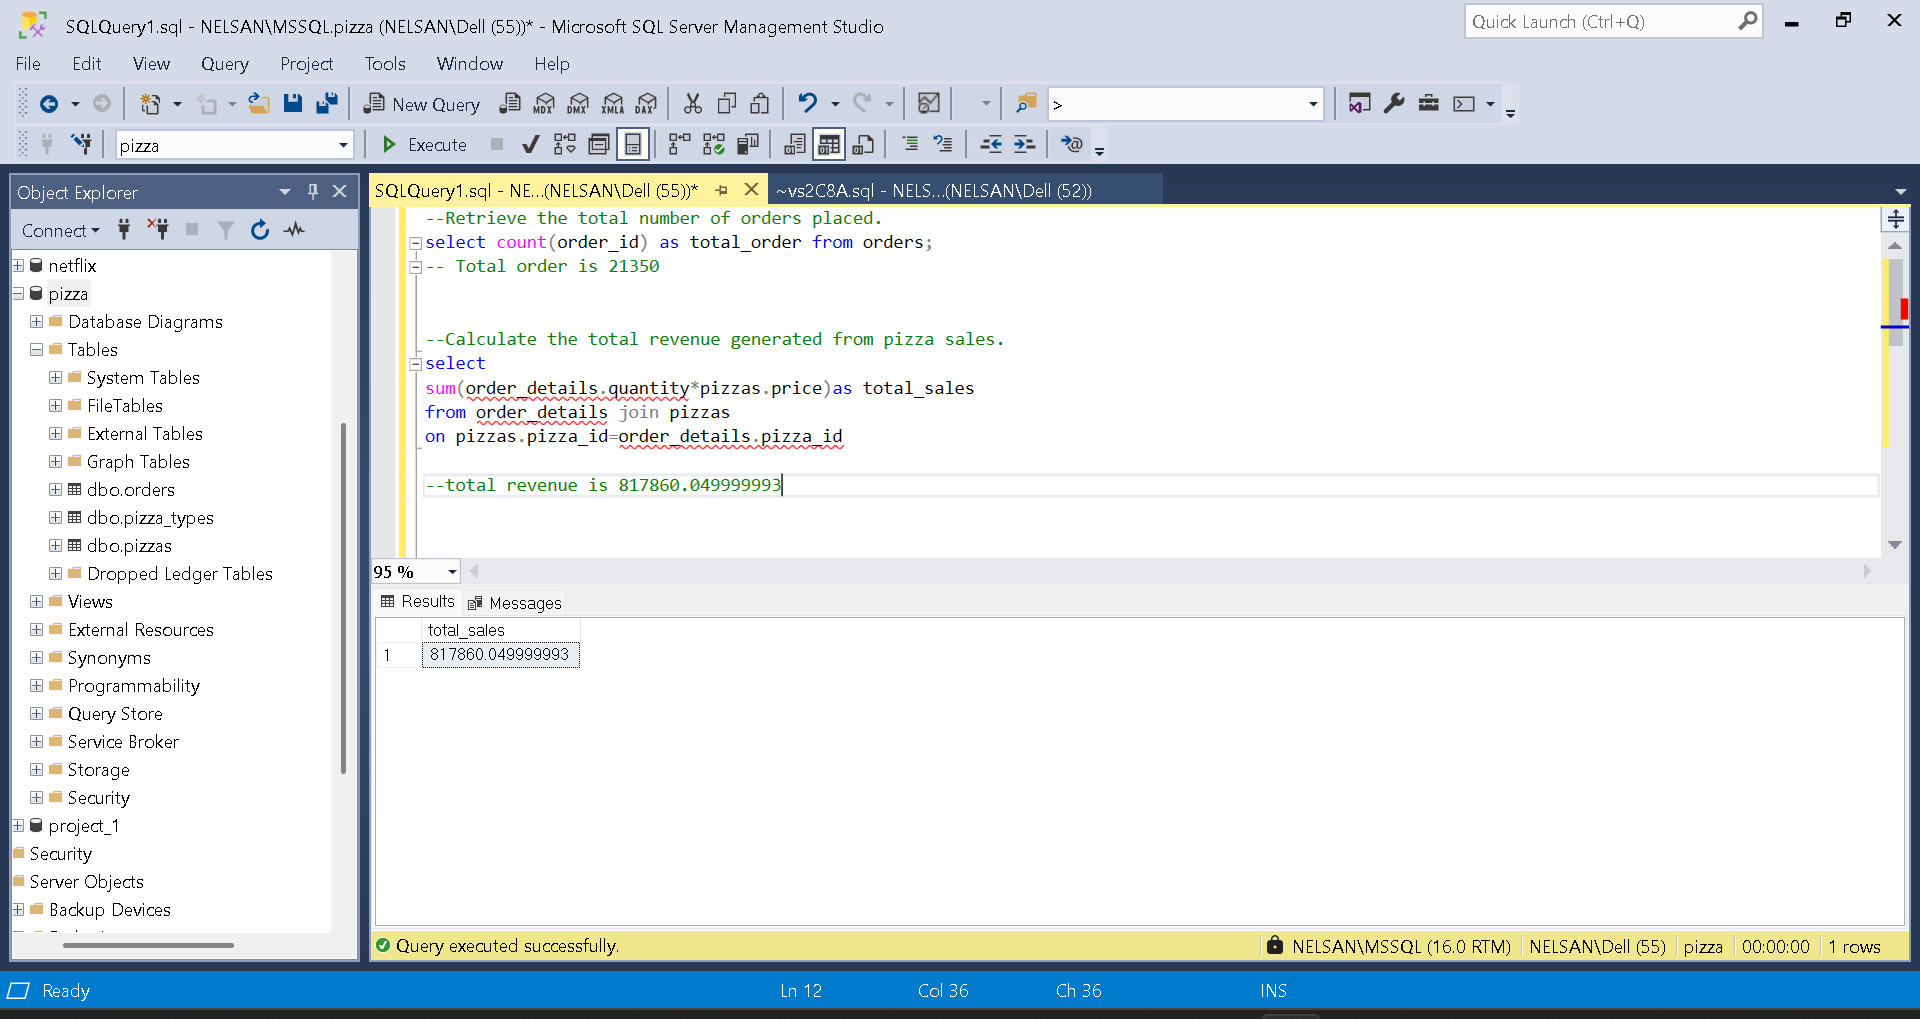 SQLQuery1.sql - NELSAN\MSSQL.pizza (NELSAN\Dell (55))* - Microsoft SQL Server Management Studio
Quick Launch (Ctrl+Q)
File Edit View Query Project Tools Window Help
New Query MDX DMX XMLA DAX >
pizza Execute
Object Explorer
Connect
netflix
pizza
Database Diagrams
Tables
System Tables
FileTables
External Tables
Graph Tables
dbo.orders
dbo.pizza_types
dbo.pizzas
Dropped Ledger Tables
Views
External Resources
Synonyms
Programmability
Query Store
Service Broker
Storage
Security
project_1
Security
Server Objects
Backup Devices
SQLQuery1.sql - NE...(NELSAN\Dell (55))*
~vs2C8A.sql - NELS...(NELSAN\Dell (52))
--Retrieve the total number of orders placed.
select count(order_id) as total_order from orders;
-- Total order is 21350
--Calculate the total revenue generated from pizza sales.
select
sum(order_details.quantity*pizzas.price)as total_sales
from order_details join pizzas
on pizzas.pizza_id=order_details.pizza_id
--total revenue is 817860.049999993
95 %
Results Messages
total_sales
1 817860.049999993
Query executed successfully.
NELSAN\MSSQL (16.0 RTM) NELSAN\Dell (55) pizza 00:00:00 1 rows
Ready Ln 12 Col 36 Ch 36 INS